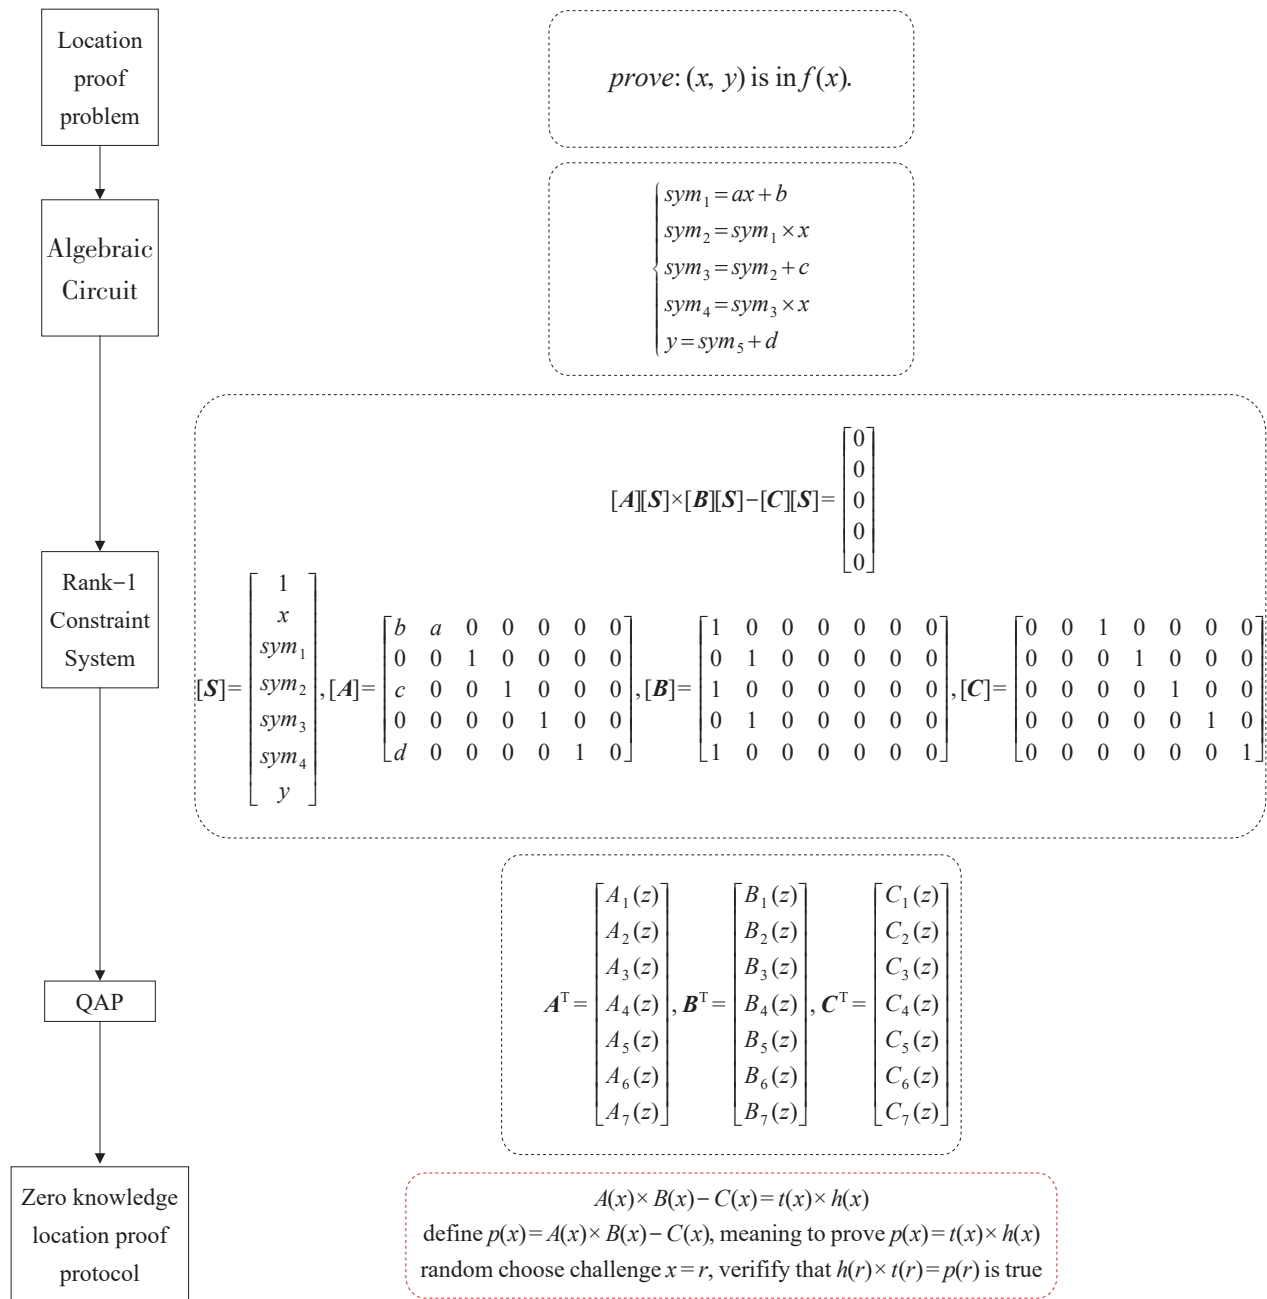 Location
proof
problem
prove: (x, y) is in f(x).
Algebraic
Circuit
sym₁ = ax + b
sym₂ = sym₁ × x
sym₃ = sym₂ + c
sym₄ = sym₃ × x
y = sym₅ + d
Rank−1
Constraint
System
[A][S]×[B][S]−[C][S]= [0 0 0 0 0]
[S]= [1 x sym₁ sym₂ sym₃ sym₄ y]
, [A]=
b a 0 0 0 0 0
0 0 1 0 0 0 0
c 0 0 1 0 0 0
0 0 0 0 1 0 0
d 0 0 0 0 1 0
, [B]=
1 0 0 0 0 0 0
0 1 0 0 0 0 0
1 0 0 0 0 0 0
0 1 0 0 0 0 0
1 0 0 0 0 0 0
, [C]=
0 0 1 0 0 0 0
0 0 0 1 0 0 0
0 0 0 0 1 0 0
0 0 0 0 0 1 0
0 0 0 0 0 0 1
QAP
Aᵀ =
A₁(z)
A₂(z)
A₃(z)
A₄(z)
A₅(z)
A₆(z)
A₇(z)
, Bᵀ =
B₁(z)
B₂(z)
B₃(z)
B₄(z)
B₅(z)
B₆(z)
B₇(z)
, Cᵀ =
C₁(z)
C₂(z)
C₃(z)
C₄(z)
C₅(z)
C₆(z)
C₇(z)
Zero knowledge
location proof
protocol
A(x) × B(x) − C(x) = t(x) × h(x)
define p(x) = A(x) × B(x) − C(x), meaning to prove p(x) = t(x) × h(x)
random choose challenge x = r, verifify that h(r) × t(r) = p(r) is true